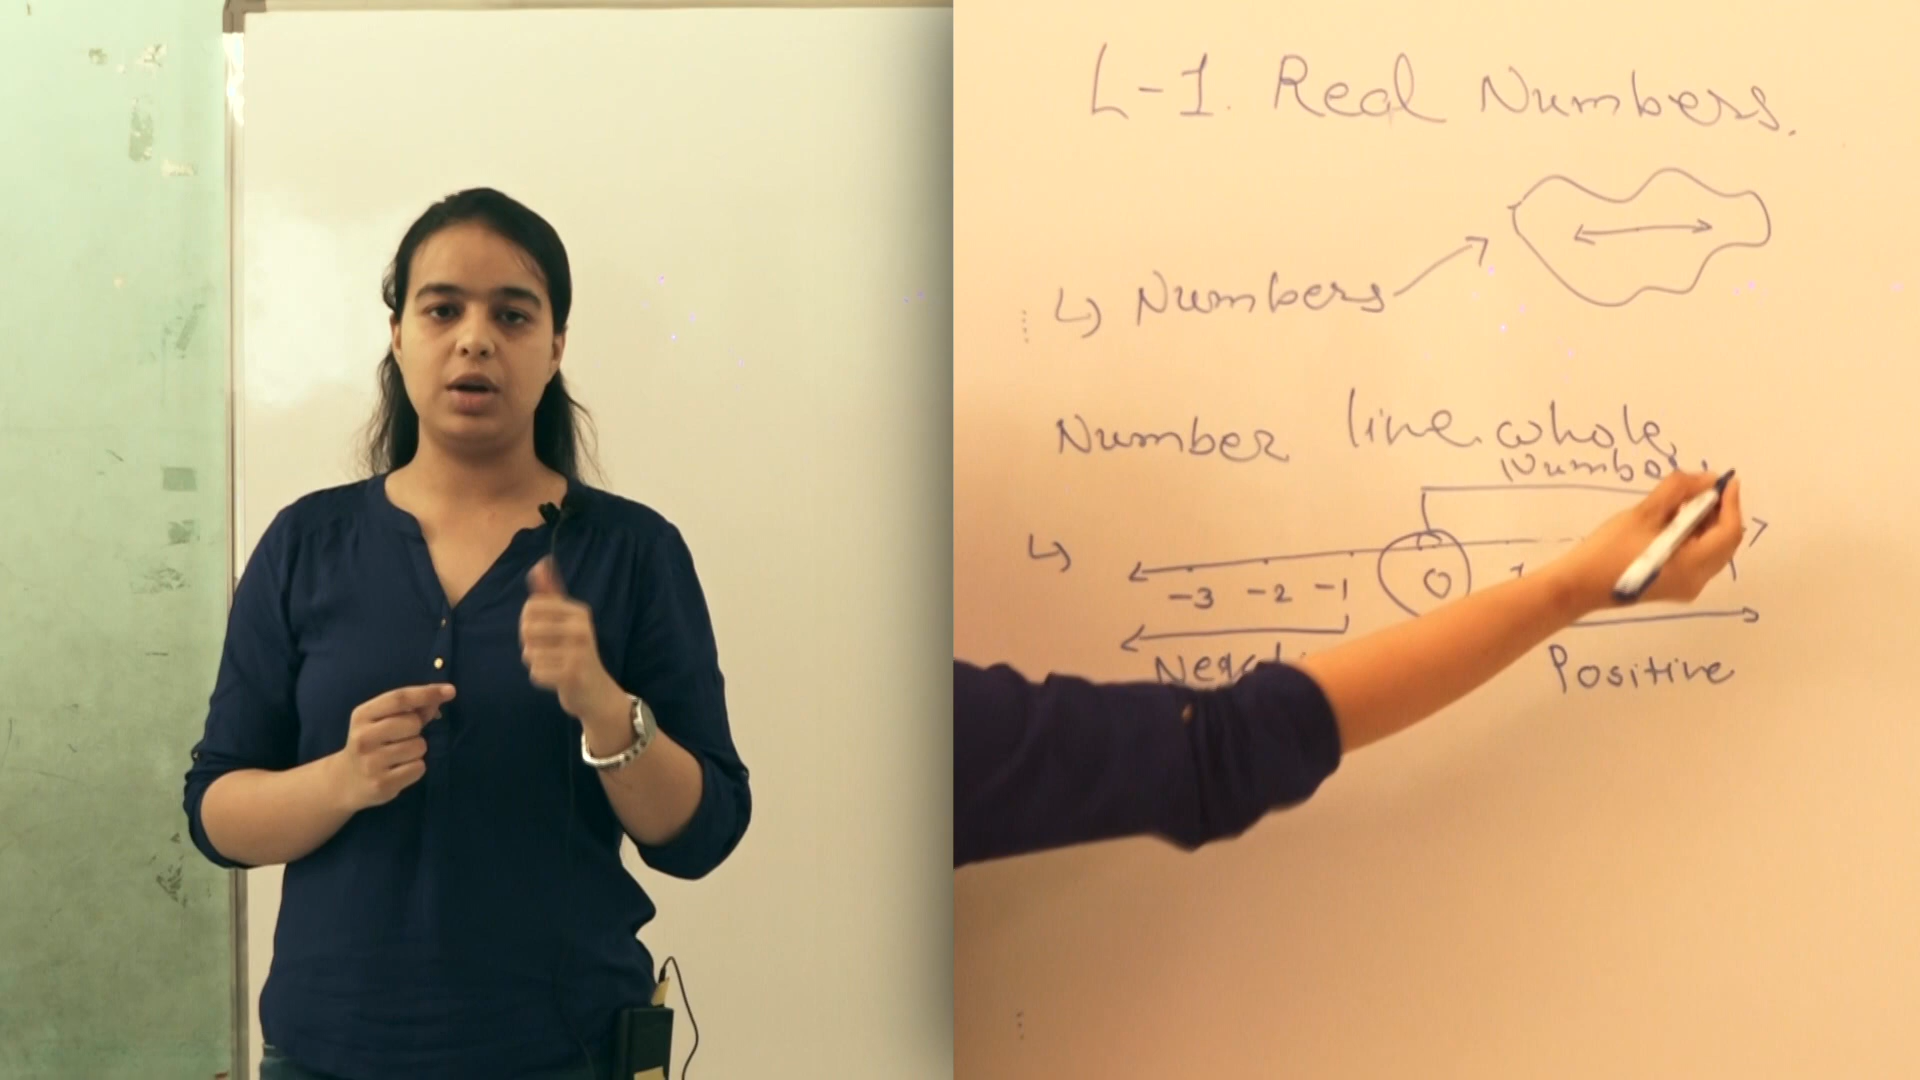 L-1. Real Numbers.
↳ Numbers
Number line whole
↳
-3 -2 -1 0 1
Positive